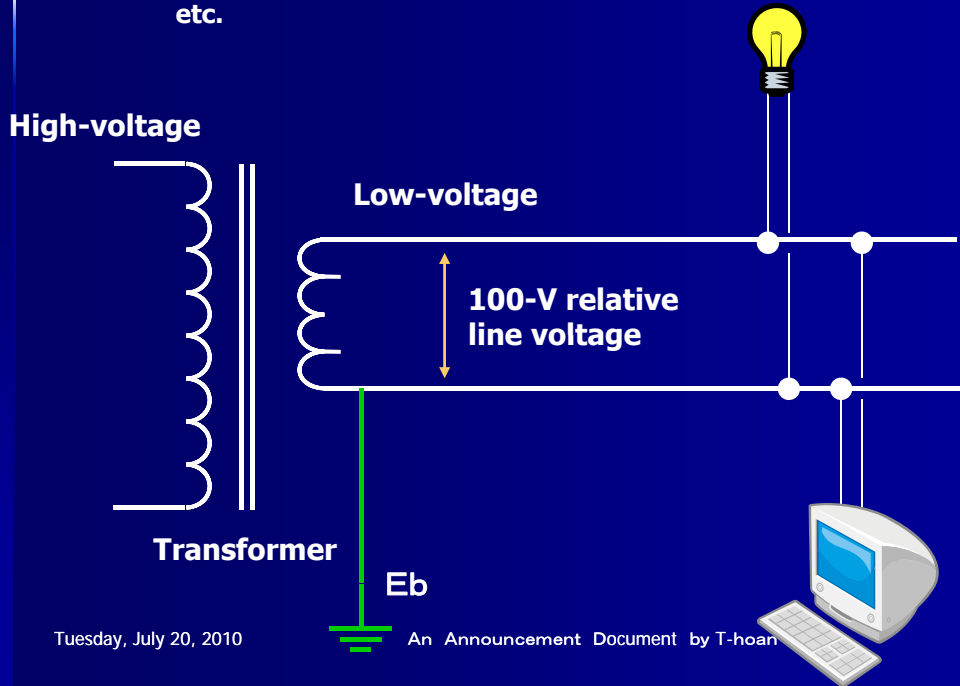 etc.
High-voltage
Low-voltage
100-V relative
line voltage
Transformer
Eb
Tuesday, July 20, 2010
An Announcement Document by T-hoan